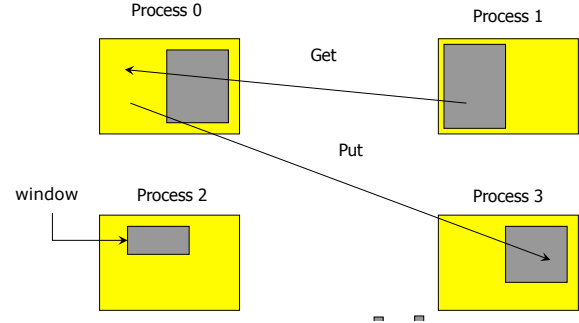 Process 0
Process 1
Get
Put
window
Process 2
Process 3